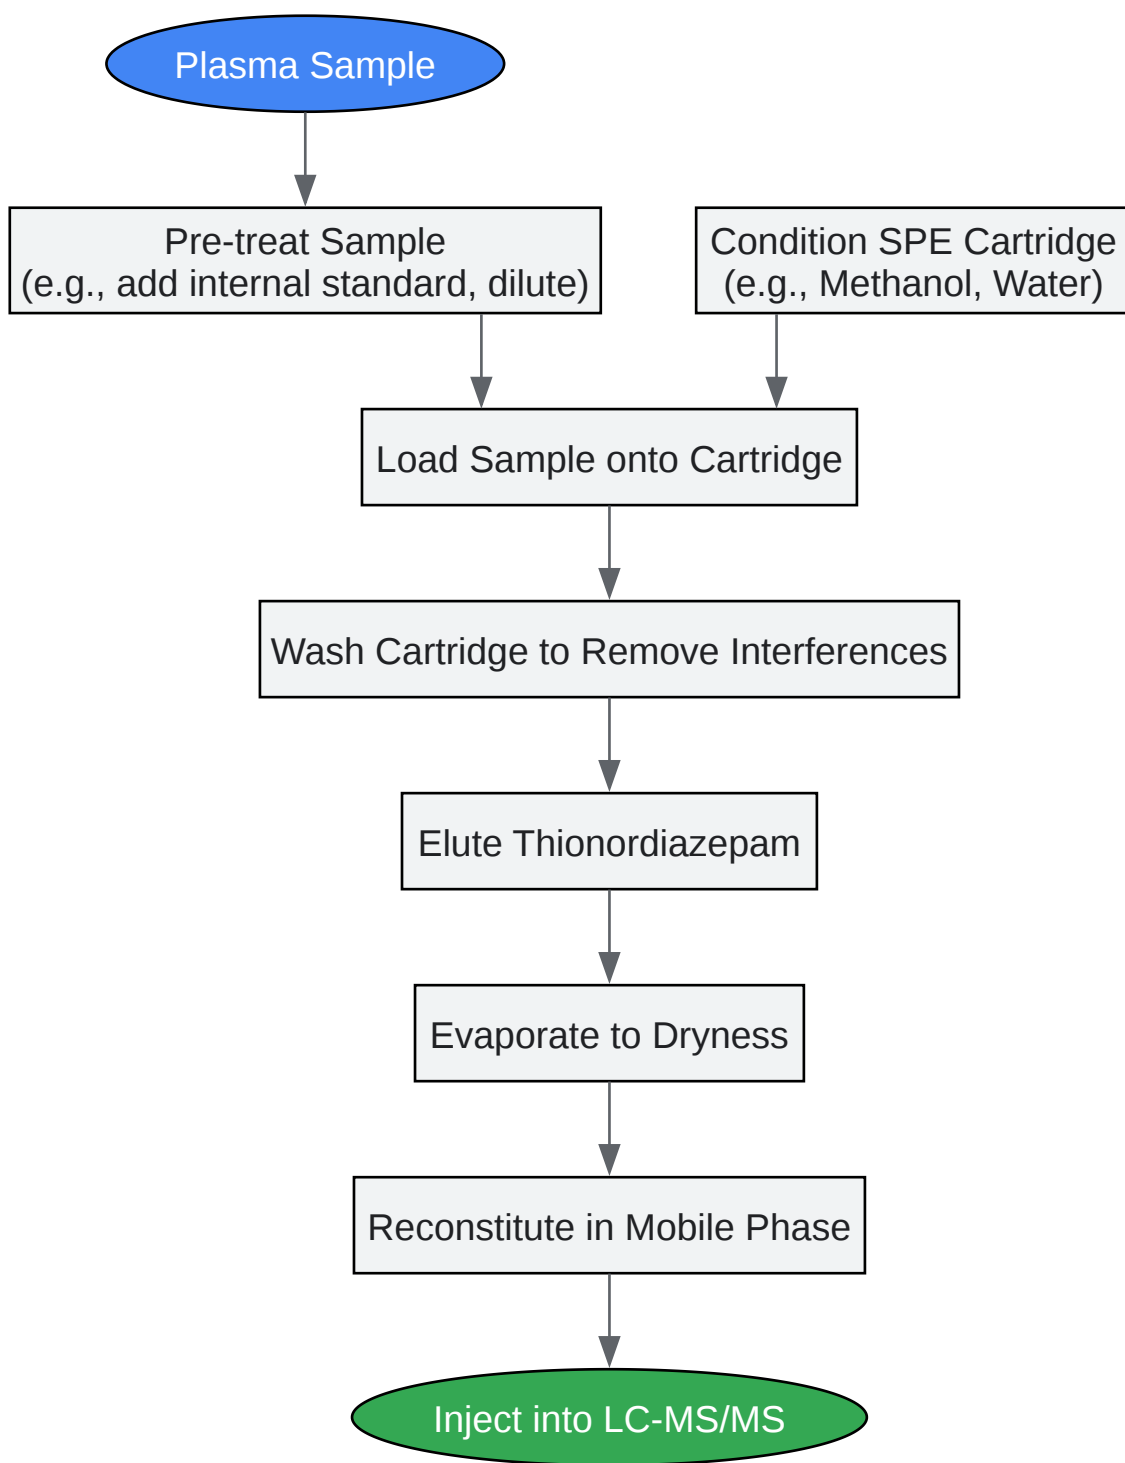 Plasma Sample
Pre-treat Sample
(e.g., add internal standard, dilute)
Condition SPE Cartridge
(e.g., Methanol, Water)
Load Sample onto Cartridge
Wash Cartridge to Remove Interferences
Elute Thionordiazepam
Evaporate to Dryness
Reconstitute in Mobile Phase
Inject into LC-MS/MS